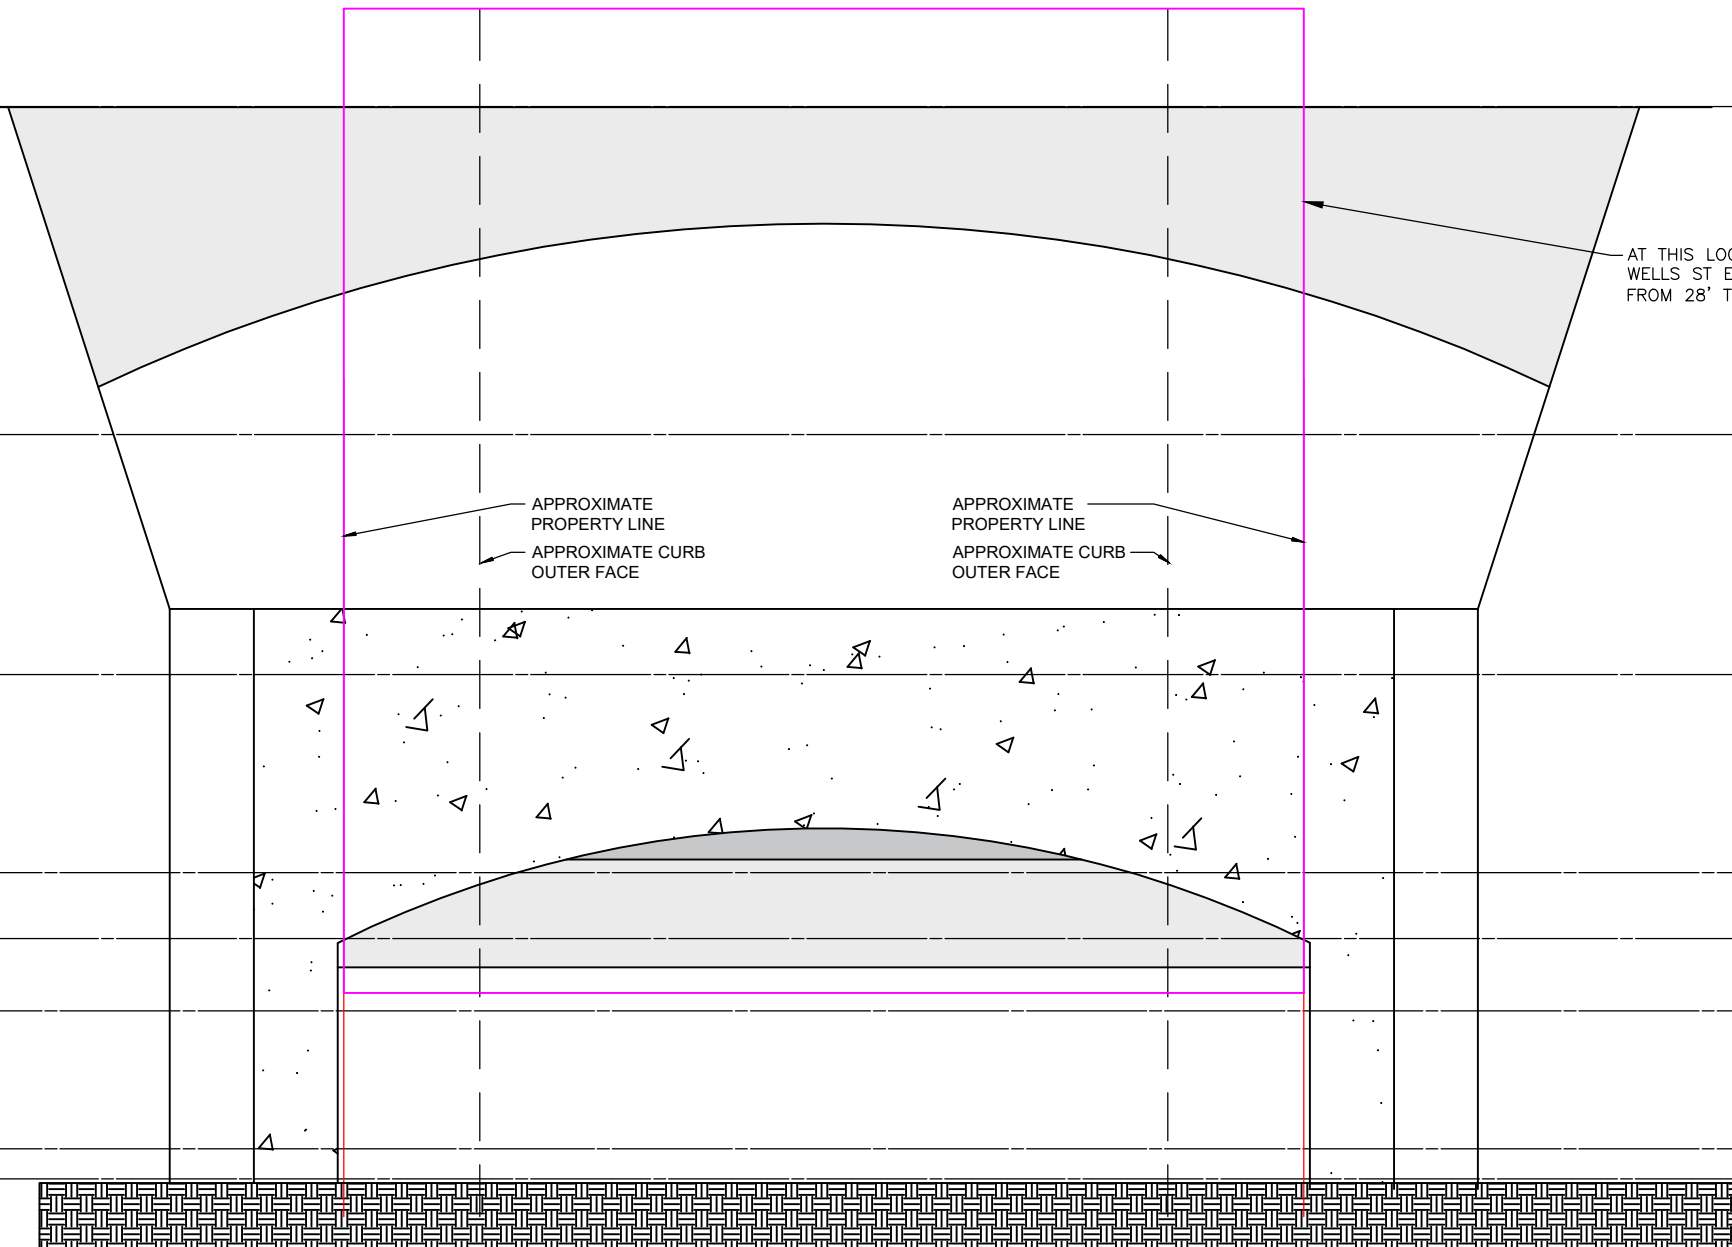 AT THIS
WELLS ST
FROM 28'
APPROXIMATE
PROPERTY LINE
APPROXIMATE CURB
OUTER FACE
APPROXIMATE
PROPERTY LINE
APPROXIMATE CURB
OUTER FACE